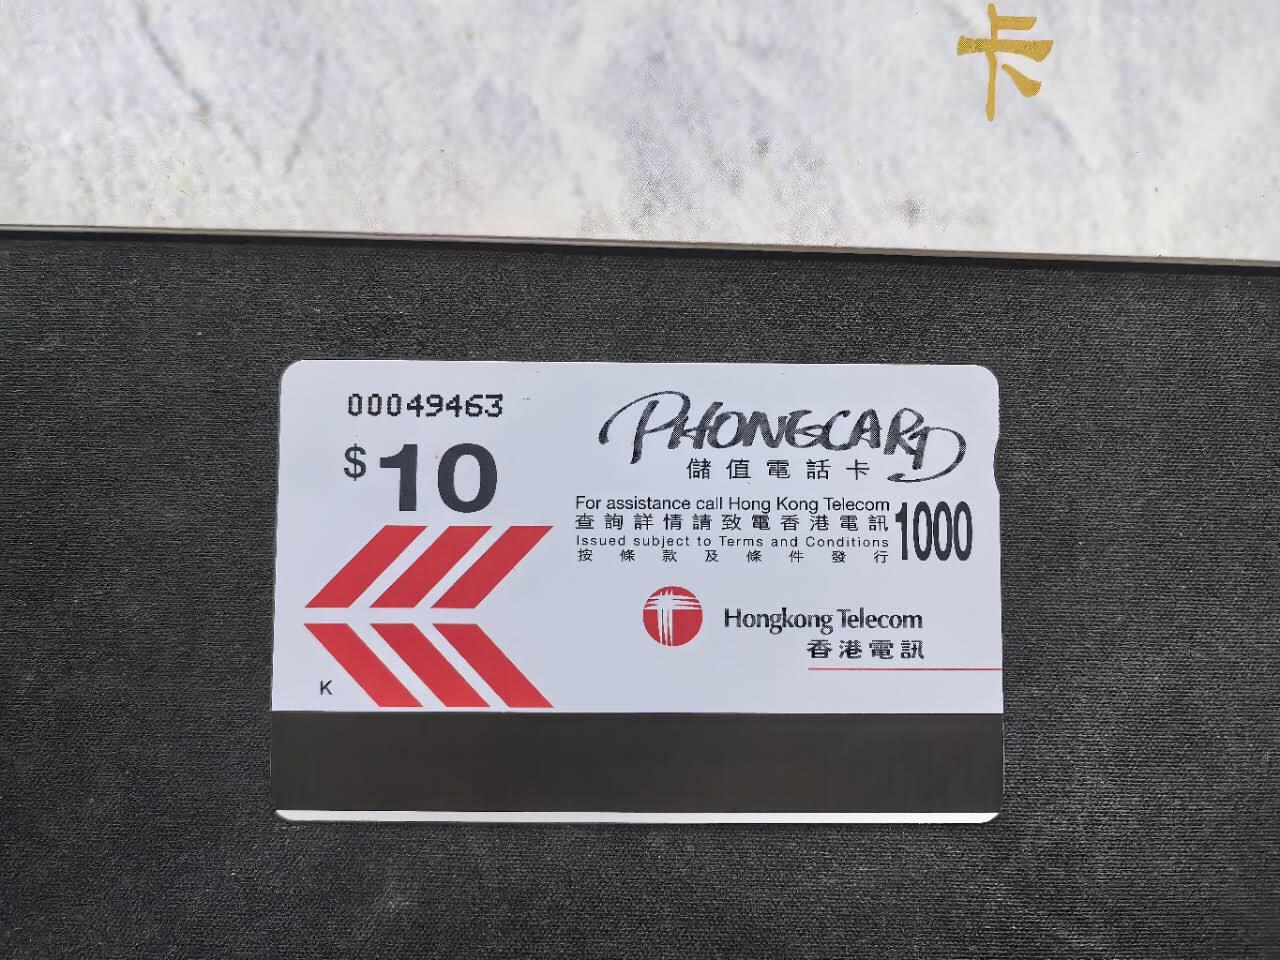 卡
00049463
$10
PHONECARD
儲值電話卡
For assistance call Hong Kong Telecom
查詢詳情請致電香港電訊
1000
Issued subject to Terms and Conditions
按條款及條件發行
Hongkong Telecom
香港電訊
K